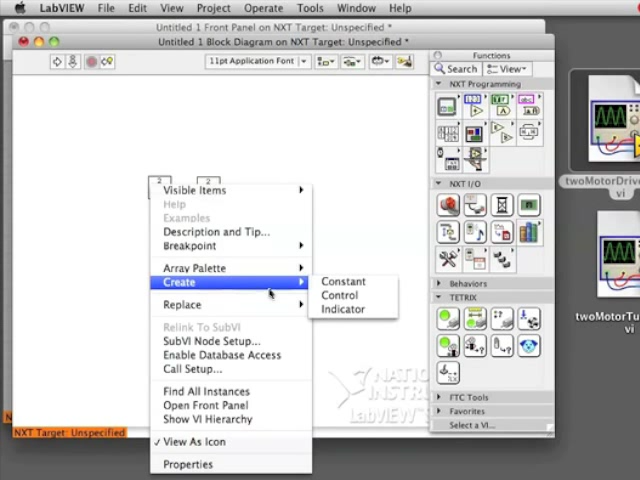 LabVIEW File Edit View Project Operate Tools Window Help
Untitled 1 Front Panel on NXT Target: Unspecified *
Untitled 1 Block Diagram on NXT Target: Unspecified *
11pt Application Font
Functions
Search
View
NXT Programming
NXT I/O
Behaviors
TETRIX
FTC Tools
Favorites
Select a VI...
2
2
Visible Items
Help
Examples
Description and Tip...
Breakpoint
Array Palette
Create
Replace
Relink To SubVI
SubVI Node Setup...
Enable Database Access
Call Setup...
Find All Instances
Open Front Panel
Show VI Hierarchy
✓ View As Icon
Properties
Constant
Control
Indicator
NXT Target: Unspecified
twoMotorDrive
vi
twoMotorTu
vi